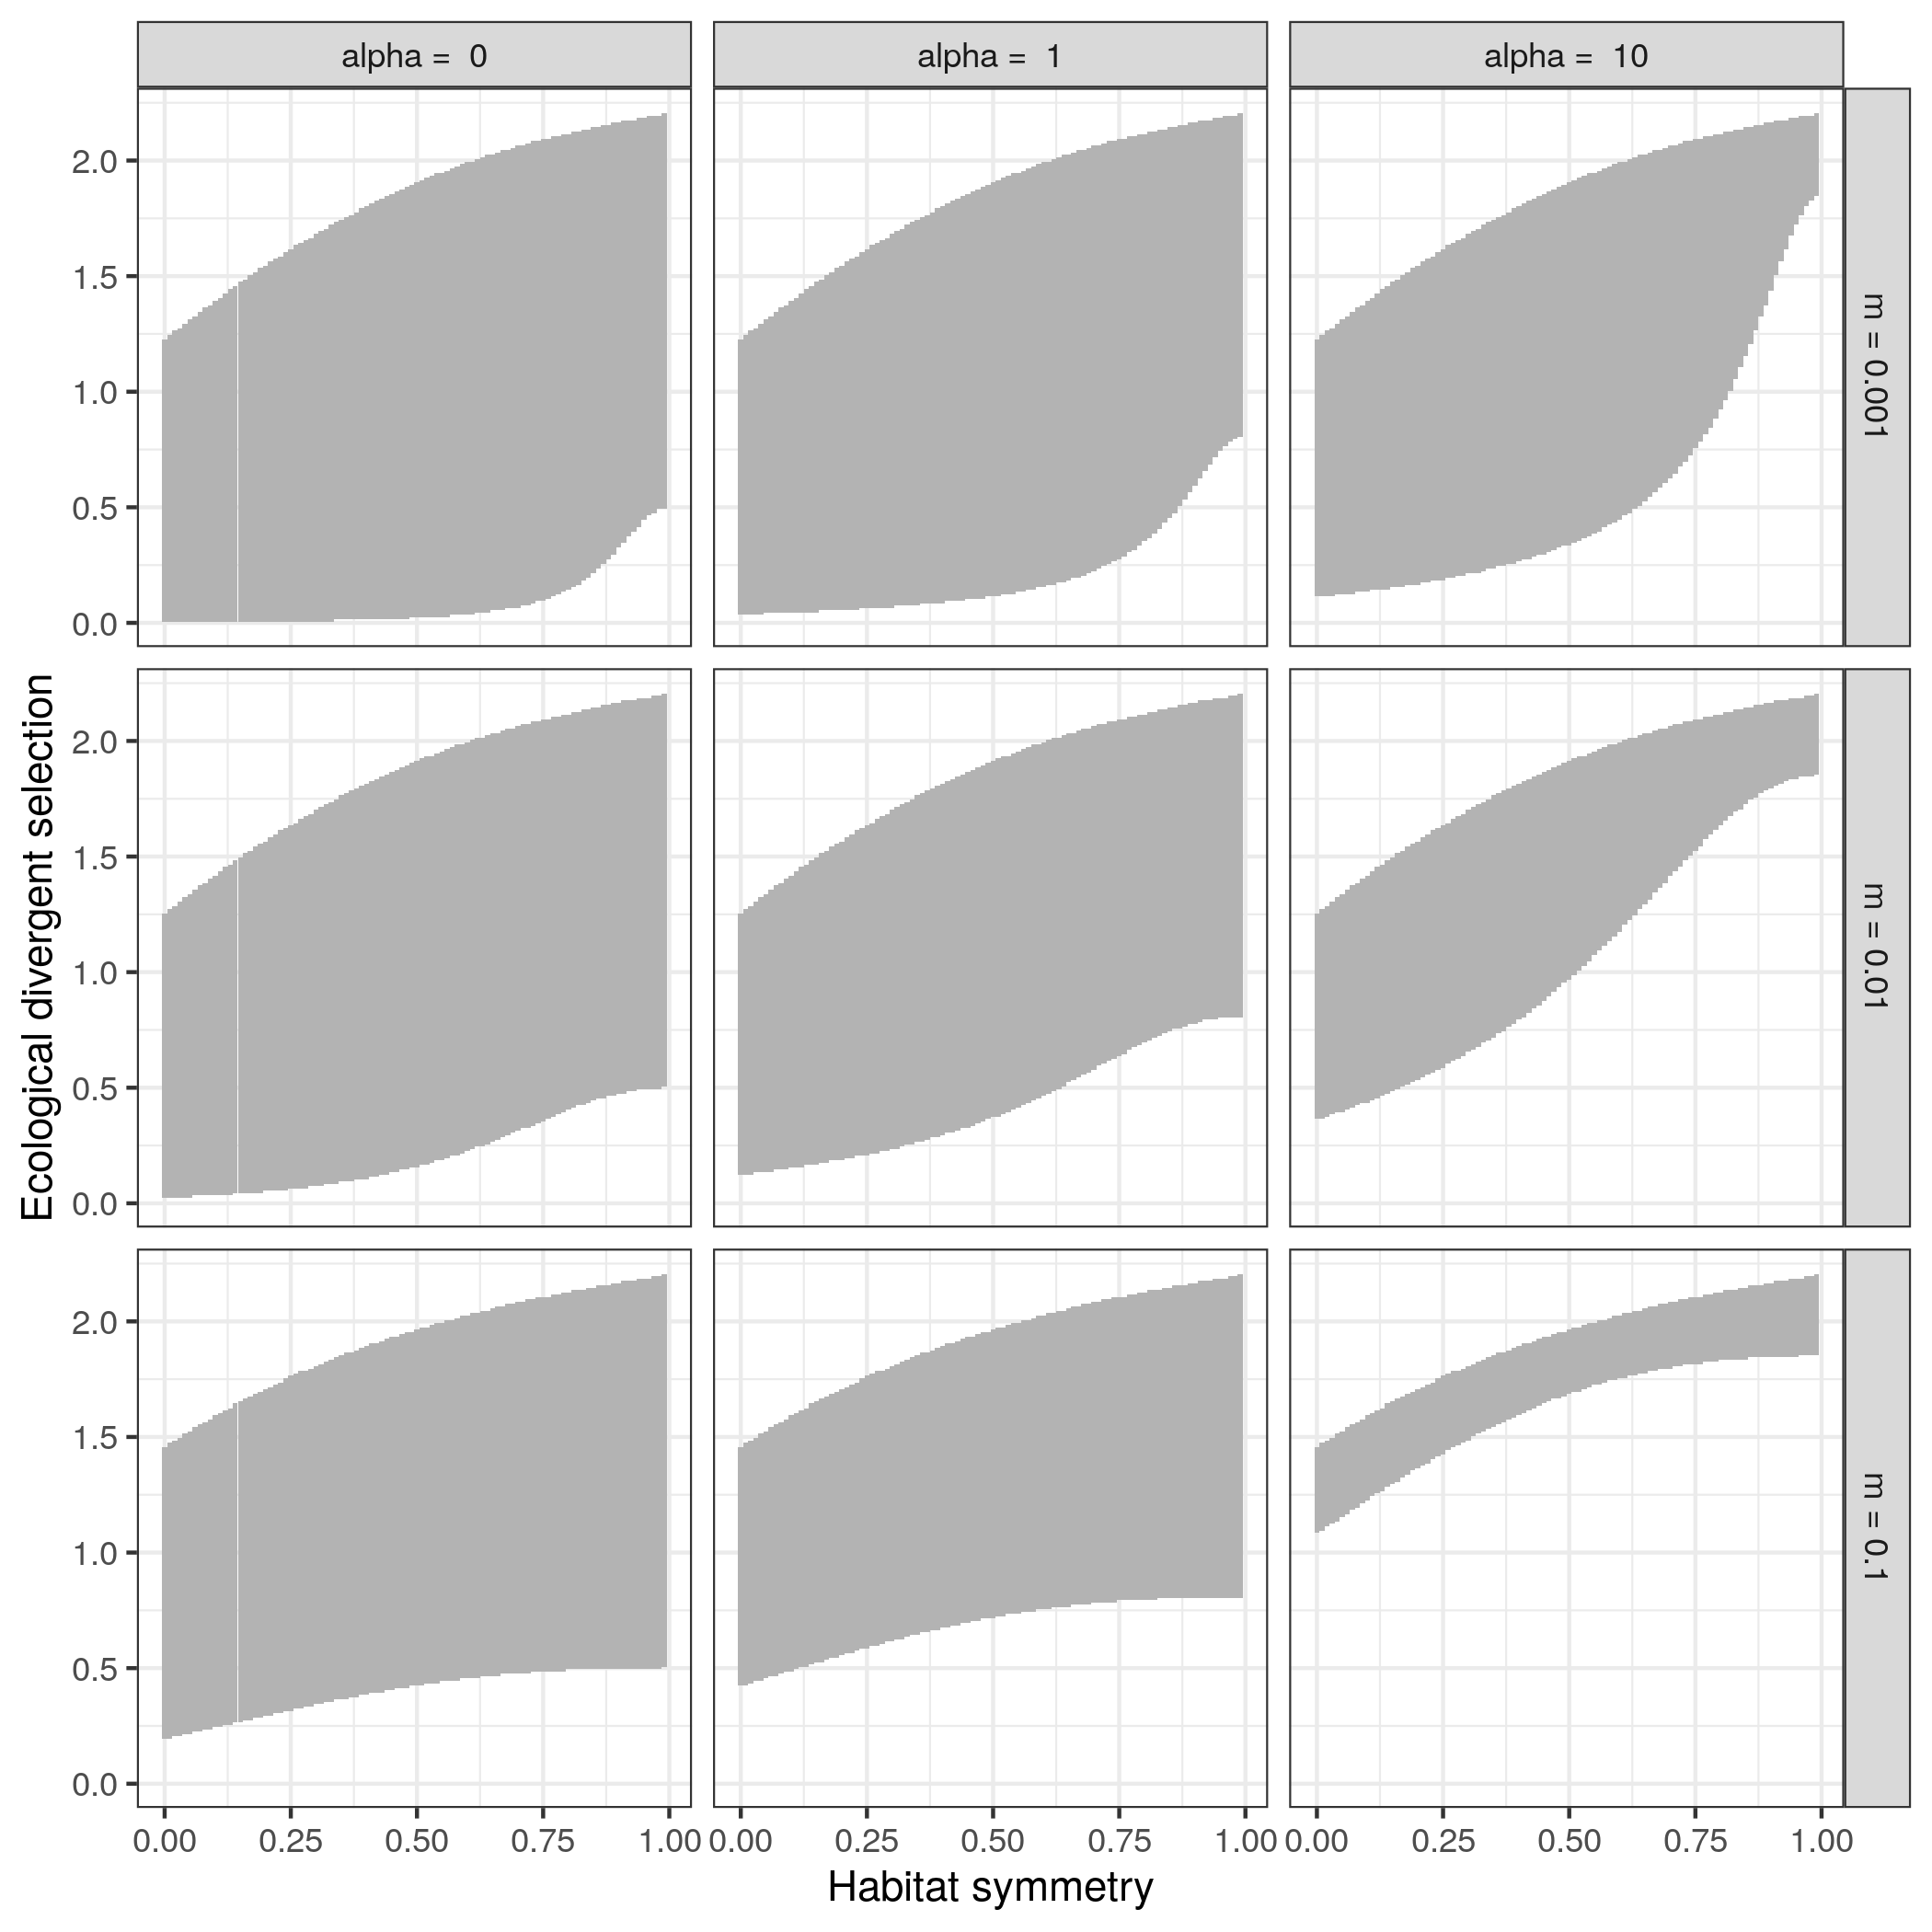 alpha =  0
alpha =  1
alpha =  10
Ecological divergent selection
2.0
1.5
1.0
0.5
0.0
m = 0.001
2.0
1.5
1.0
0.5
0.0
m = 0.01
2.0
1.5
1.0
0.5
0.0
m = 0.1
0.00 0.25 0.50 0.75 1.00 0.00 0.25 0.50 0.75 1.00 0.00 0.25 0.50 0.75 1.00
Habitat symmetry